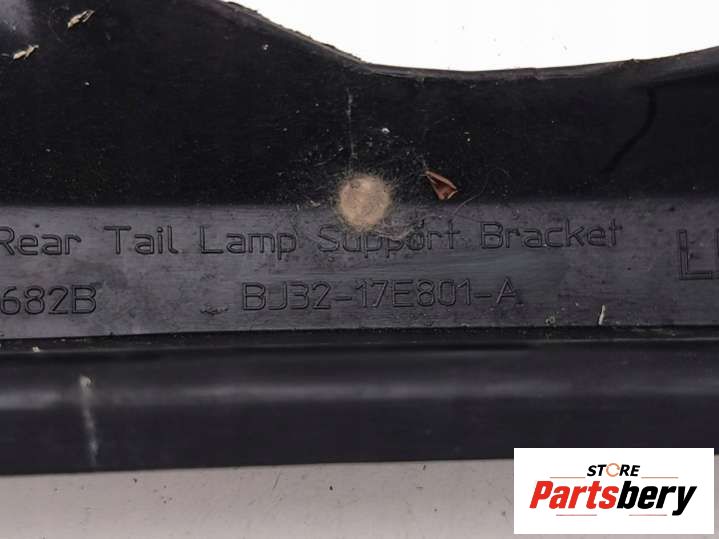 Rear Tail Lamp Support Bracket
682B BJ32-17E801-A
STORE
Partsbery